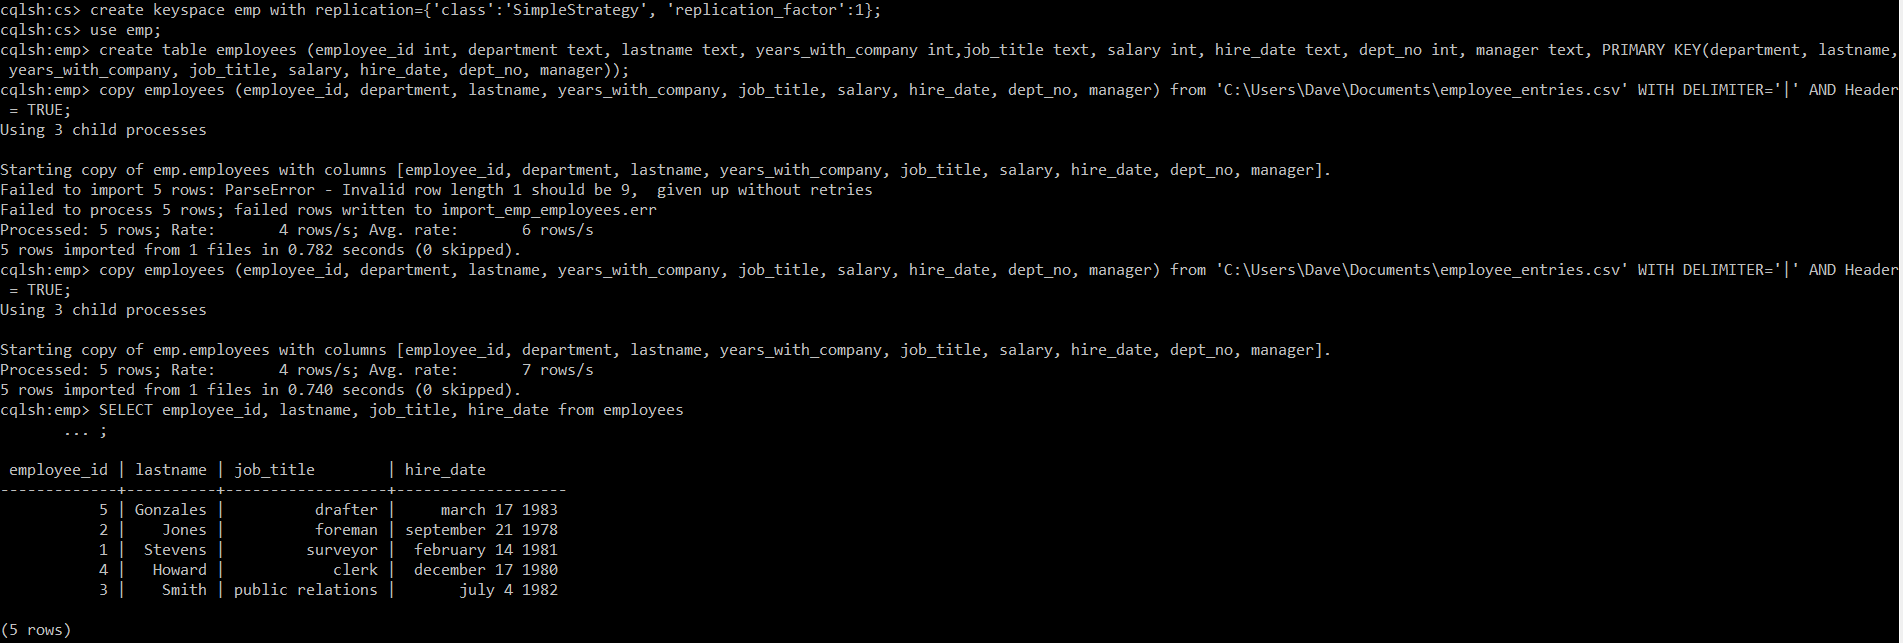 cqlsh:cs> create keyspace emp with replication={'class':'SimpleStrategy', 'replication_factor':1};
cqlsh:cs> use emp;
cqlsh:emp> create table employees (employee_id int, department text, lastname text, years_with_company int,job_title text, salary int, hire_date text, dept_no int, manager text, PRIMARY KEY(department, lastname,
 years_with_company, job_title, salary, hire_date, dept_no, manager));
cqlsh:emp> copy employees (employee_id, department, lastname, years_with_company, job_title, salary, hire_date, dept_no, manager) from 'C:\Users\Dave\Documents\employee_entries.csv' WITH DELIMITER='|' AND Header
 = TRUE;
Using 3 child processes

Starting copy of emp.employees with columns [employee_id, department, lastname, years_with_company, job_title, salary, hire_date, dept_no, manager].
Failed to import 5 rows: ParseError - Invalid row length 1 should be 9,  given up without retries
Failed to process 5 rows; failed rows written to import_emp_employees.err
Processed: 5 rows; Rate:       4 rows/s; Avg. rate:       6 rows/s
5 rows imported from 1 files in 0.782 seconds (0 skipped).
cqlsh:emp> copy employees (employee_id, department, lastname, years_with_company, job_title, salary, hire_date, dept_no, manager) from 'C:\Users\Dave\Documents\employee_entries.csv' WITH DELIMITER='|' AND Header
 = TRUE;
Using 3 child processes

Starting copy of emp.employees with columns [employee_id, department, lastname, years_with_company, job_title, salary, hire_date, dept_no, manager].
Processed: 5 rows; Rate:       4 rows/s; Avg. rate:       7 rows/s
5 rows imported from 1 files in 0.740 seconds (0 skipped).
cqlsh:emp> SELECT employee_id, lastname, job_title, hire_date from employees
       ... ;

 employee_id | lastname | job_title        | hire_date
-------------+----------+------------------+-------------------
           5 | Gonzales |          drafter |     march 17 1983
           2 |    Jones |          foreman | september 21 1978
           1 |  Stevens |         surveyor |  february 14 1981
           4 |   Howard |            clerk |  december 17 1980
           3 |    Smith | public relations |       july 4 1982

(5 rows)